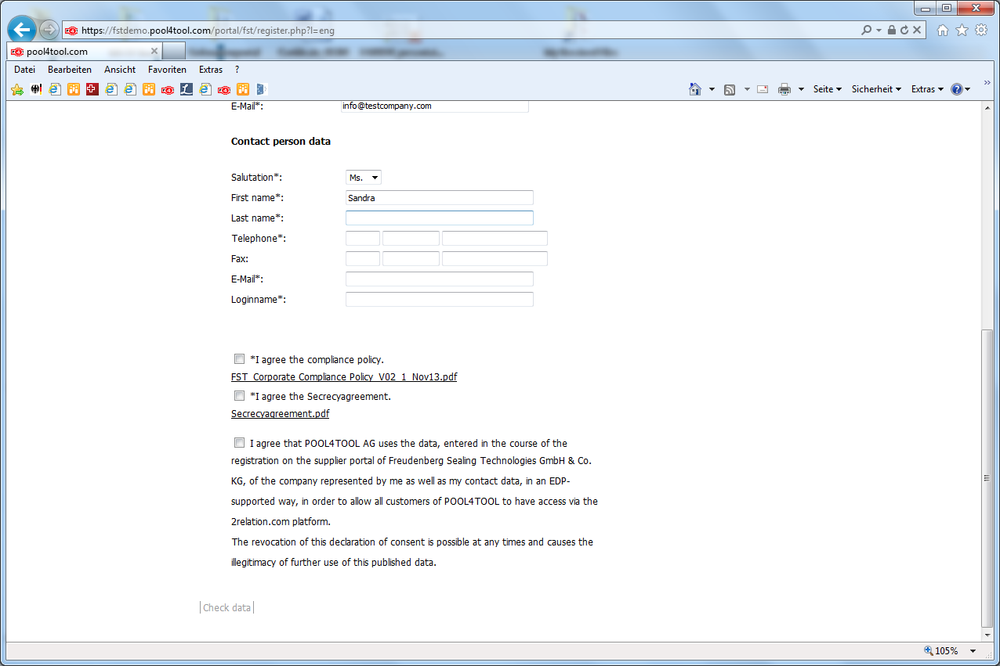 https://fstdemo.pool4tool.com/portal/fst/register.php?l=eng
pool4tool.com
Datei Bearbeiten Ansicht Favoriten Extras ?
Seite Sicherheit Extras
E-Mail*: info@testcompany.com
Contact person data
Salutation*: Ms.
First name*: Sandra
Last name*:
Telephone*:
Fax:
E-Mail*:
Loginname*:
*I agree the compliance policy.
FST_Corporate Compliance Policy_V02_1_Nov13.pdf
*I agree the Secrecyagreement.
Secrecyagreement.pdf
I agree that POOL4TOOL AG uses the data, entered in the course of the
registration on the supplier portal of Freudenberg Sealing Technologies GmbH & Co.
KG, of the company represented by me as well as my contact data, in an EDP-
supported way, in order to allow all customers of POOL4TOOL to have access via the
2relation.com platform.
The revocation of this declaration of consent is possible at any times and causes the
illegitimacy of further use of this published data.
Check data
105%